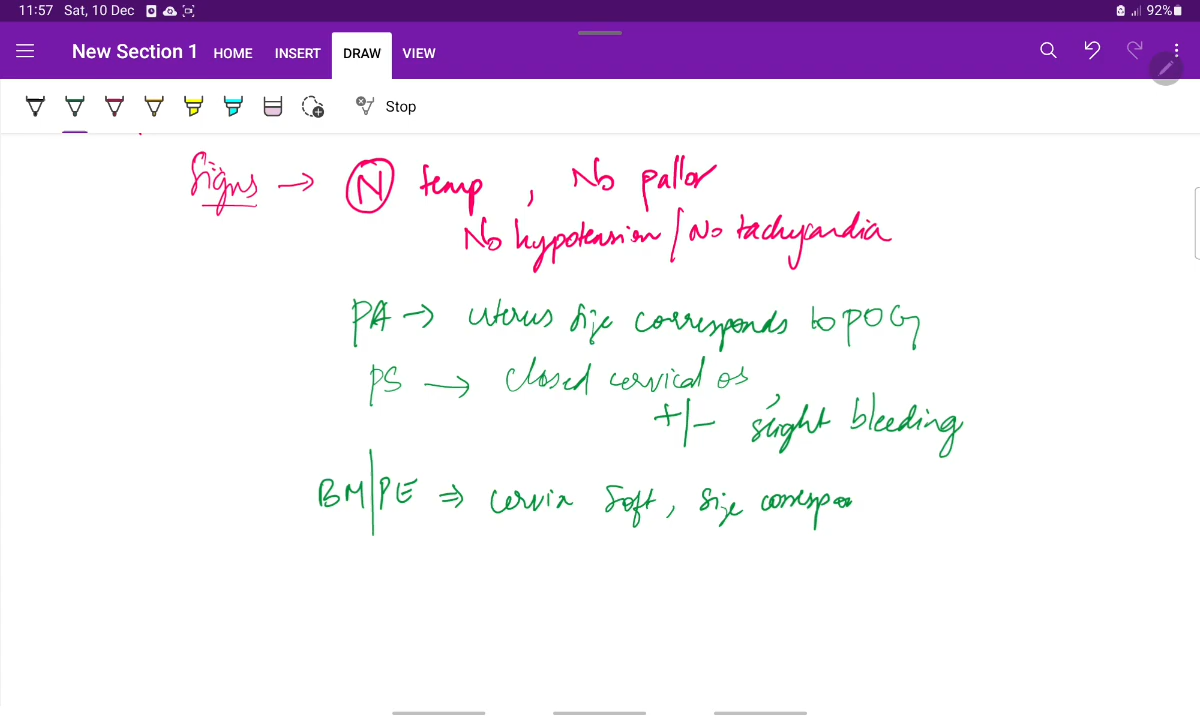 11:57 Sat, 10 Dec 92%
New Section 1 HOME INSERT DRAW VIEW
Stop
Signs → N temp, No pallor
No hypotension / No tachycardia
PA → uterus size corresponds to POG
PS → closed cervical os,
+/- slight bleeding
BM/PE ⇒ cervix soft, size correspo